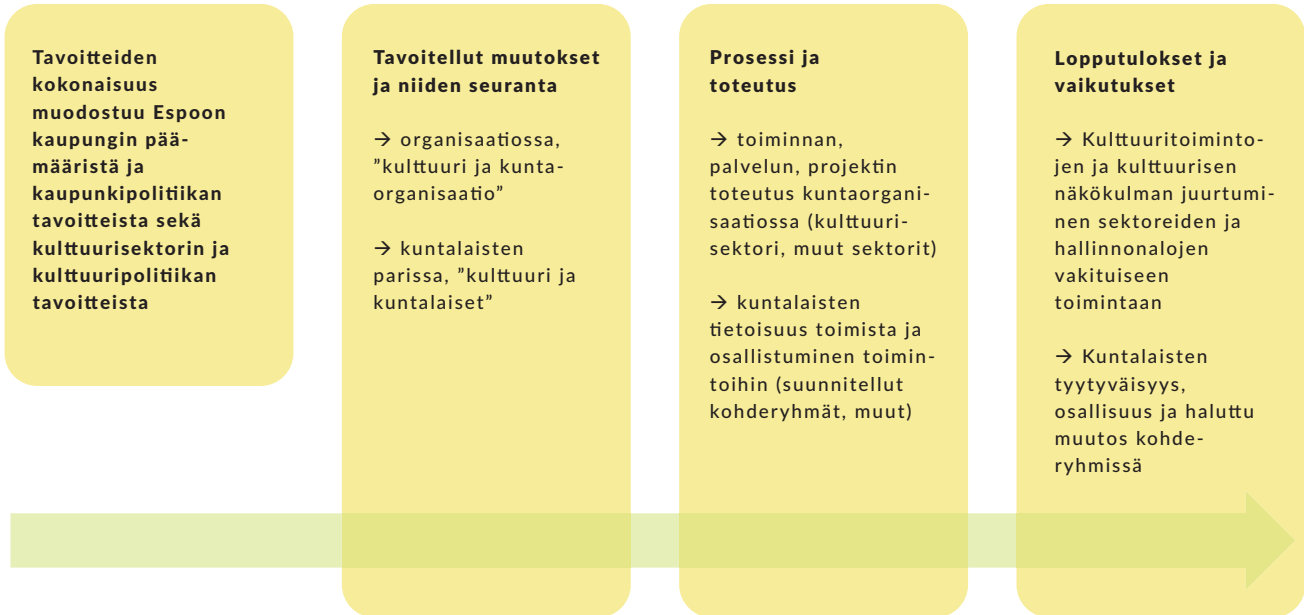 Tavoitteiden
kokonaisuus
muodostuu Espoon
kaupungin pää-
määristä ja
kaupunkipolitiikan
tavoitteista sekä
kulttuurisektorin ja
kulttuuripolitiikan
tavoitteista
Tavoitellut muutokset
ja niiden seuranta
→ organisaatiossa,
”kulttuuri ja kunta-
organisaatio”
→ kuntalaisten
parissa, ”kulttuuri ja
kuntalaiset”
Prosessi ja
toteutus
→ toiminnan,
palvelun, projektin
toteutus kuntaorgani-
saatiossa (kulttuuri-
sektori, muut sektorit)
→ kuntalaisten
tietoisuus toimista ja
osallistuminen toimin-
toihin (suunnitellut
kohderyhmät, muut)
Lopputulokset ja
vaikutukset
→ Kulttuuritoiminto-
jen ja kulttuurisen
näkökulman juurtumi-
nen sektoreiden ja
hallinnonalojen
vakituiseen
toimintaan
→ Kuntalaisten
tyytyväisyys,
osallisuus ja haluttu
muutos kohde-
ryhmissä